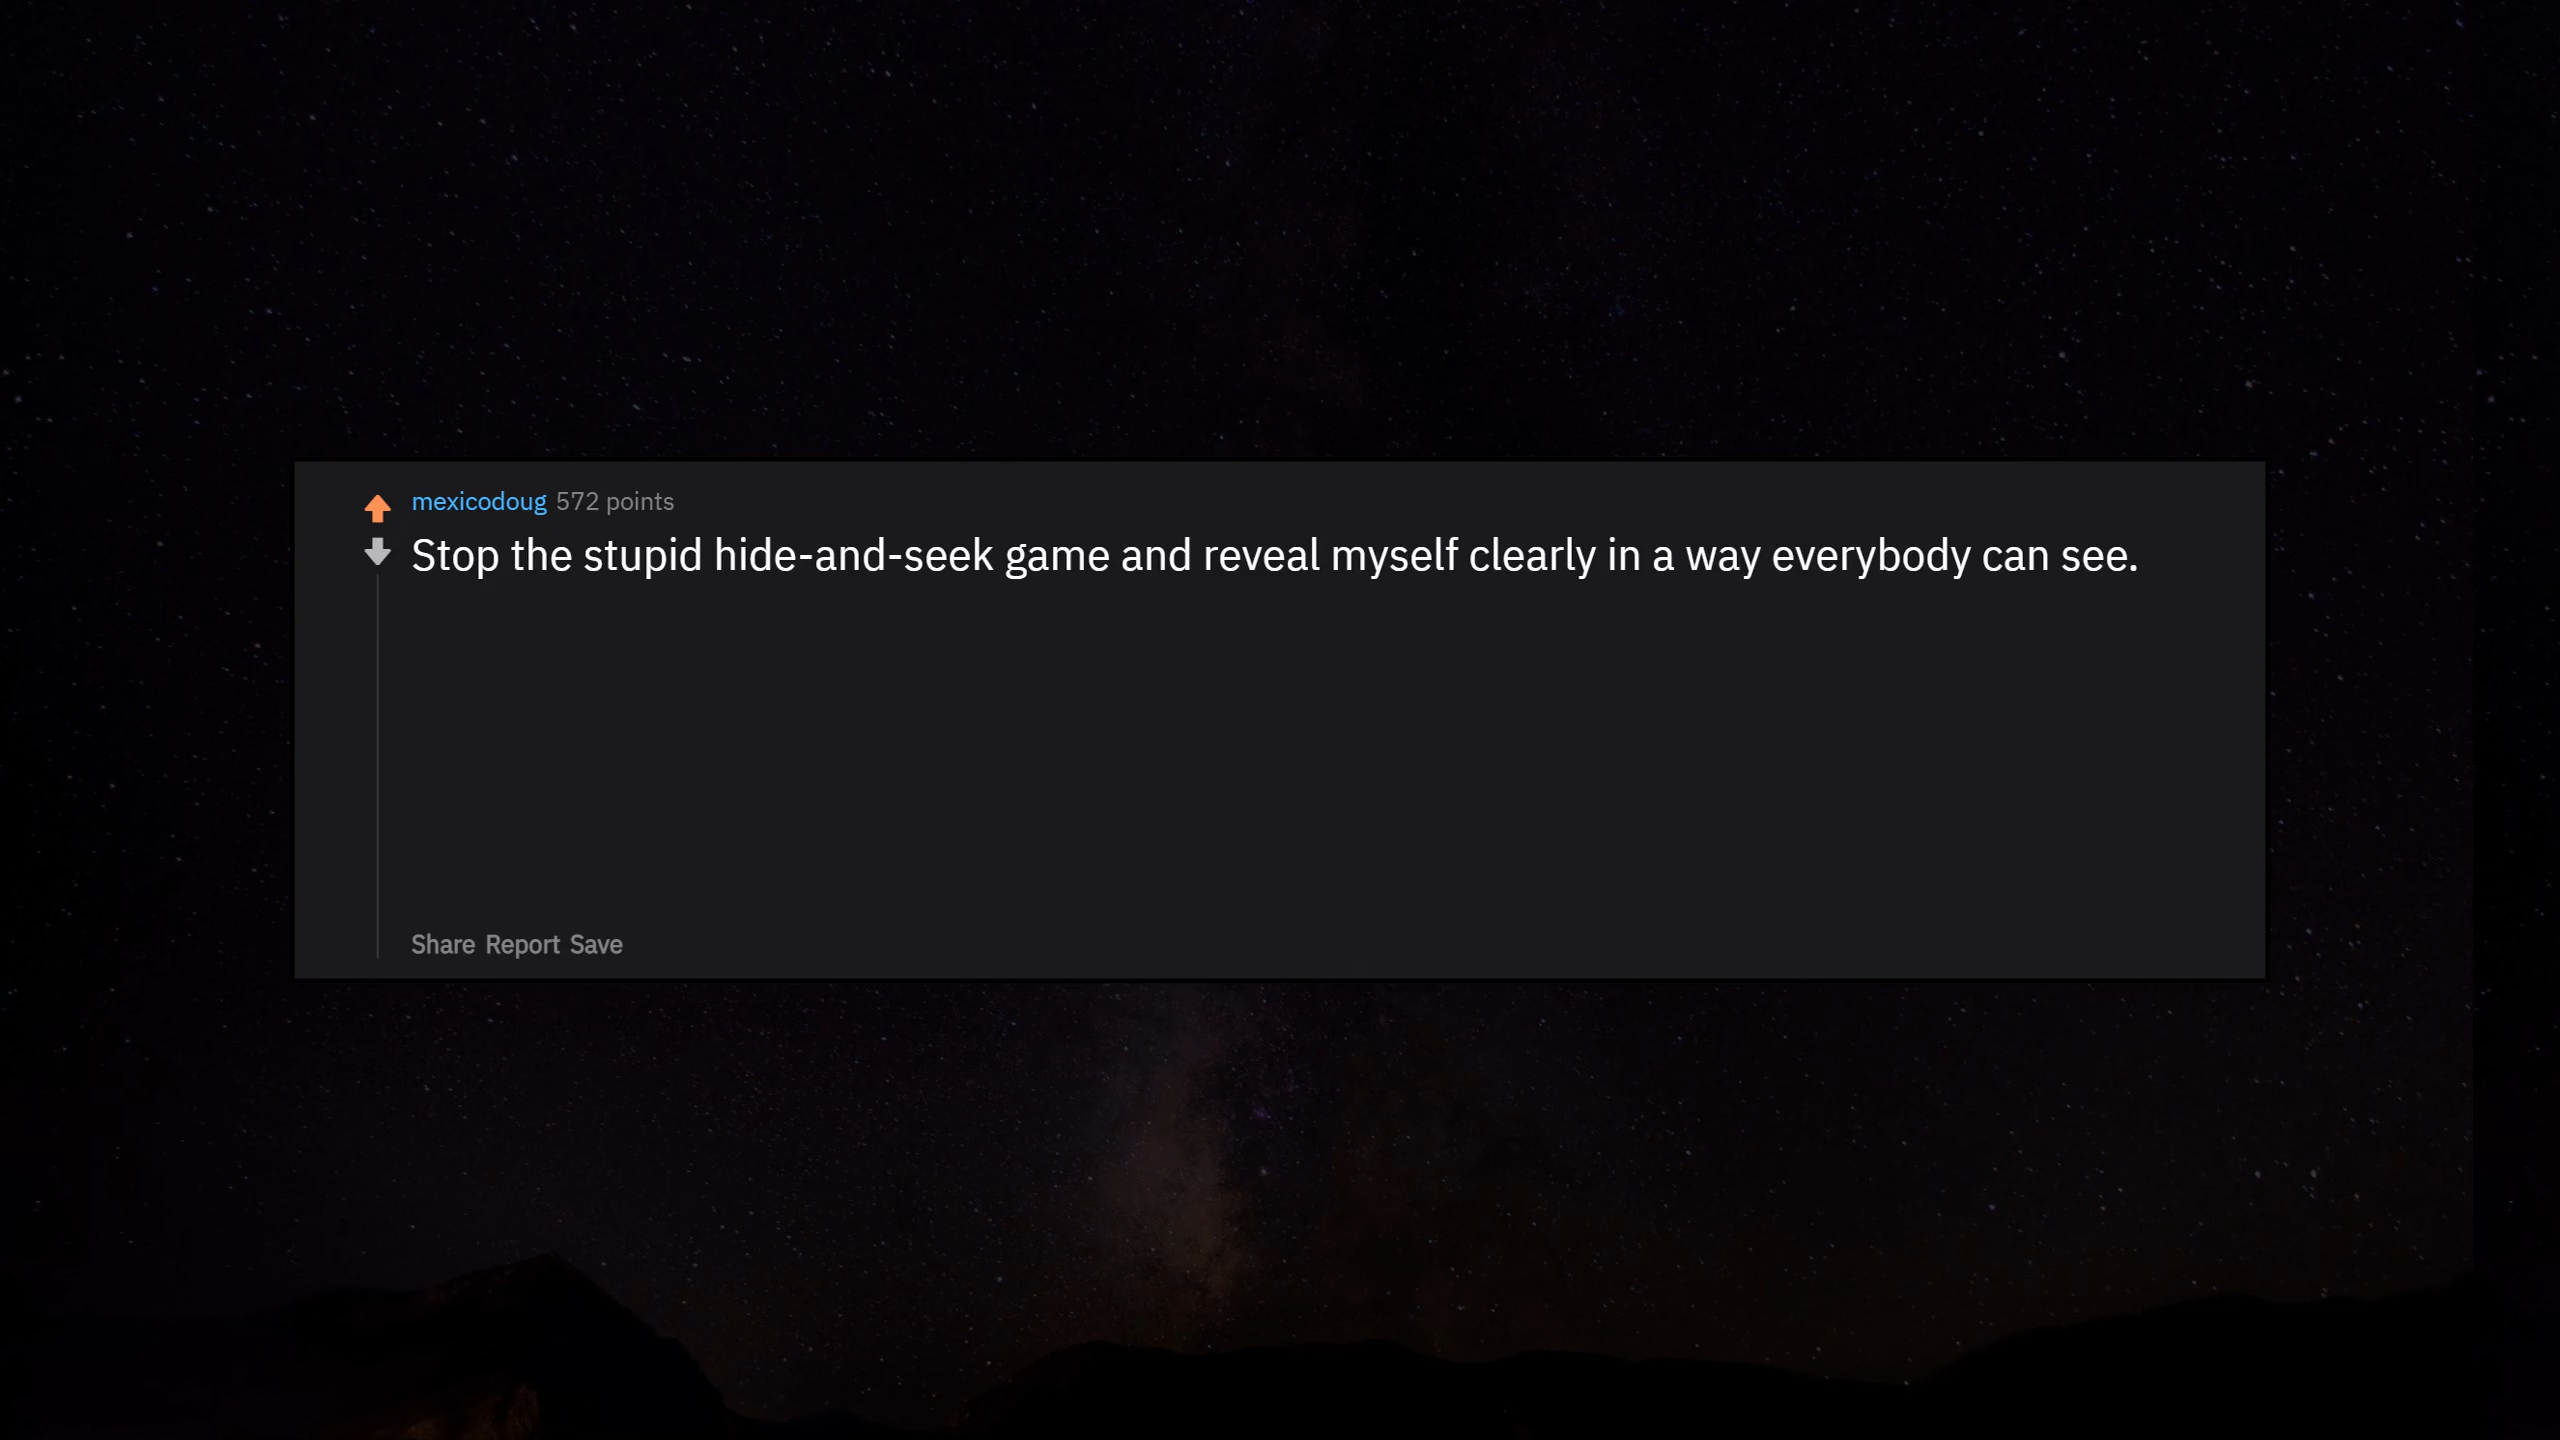 mexicodoug 572 points
Stop the stupid hide-and-seek game and reveal myself clearly in a way everybody can see.
Share Report Save